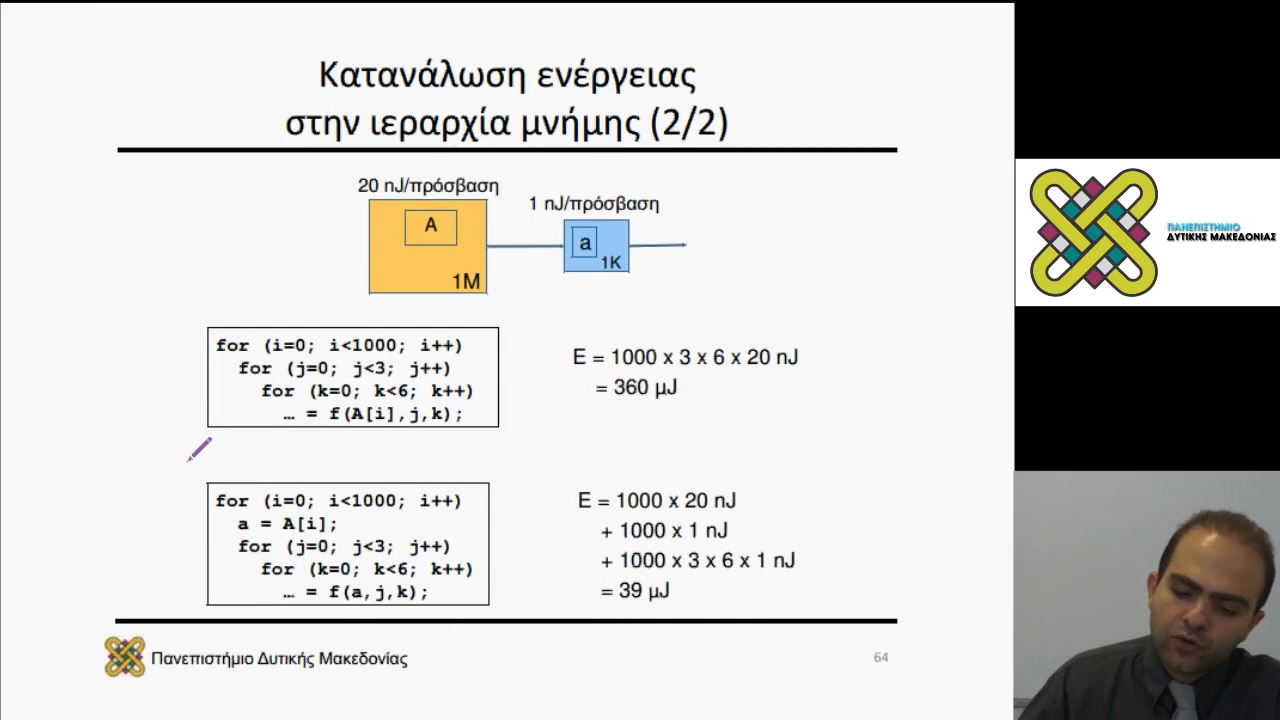 Κατανάλωση ενέργειας
στην ιεραρχία μνήμης (2/2)
20 nJ/πρόσβαση
1 nJ/πρόσβαση
A
a
1K
1M
for (i=0; i<1000; i++)
for (j=0; j<3; j++)
for (k=0; k<6; k++)
… = f(A[i],j,k);
E = 1000 x 3 x 6 x 20 nJ
= 360 μJ
for (i=0; i<1000; i++)
a = A[i];
for (j=0; j<3; j++)
for (k=0; k<6; k++)
… = f(a,j,k);
E = 1000 x 20 nJ
+ 1000 x 1 nJ
+ 1000 x 3 x 6 x 1 nJ
= 39 μJ
Πανεπιστήμιο Δυτικής Μακεδονίας
64
ΠΑΝΕΠΙΣΤΗΜΙΟ
ΔΥΤΙΚΗΣ ΜΑΚΕΔΟΝΙΑΣ